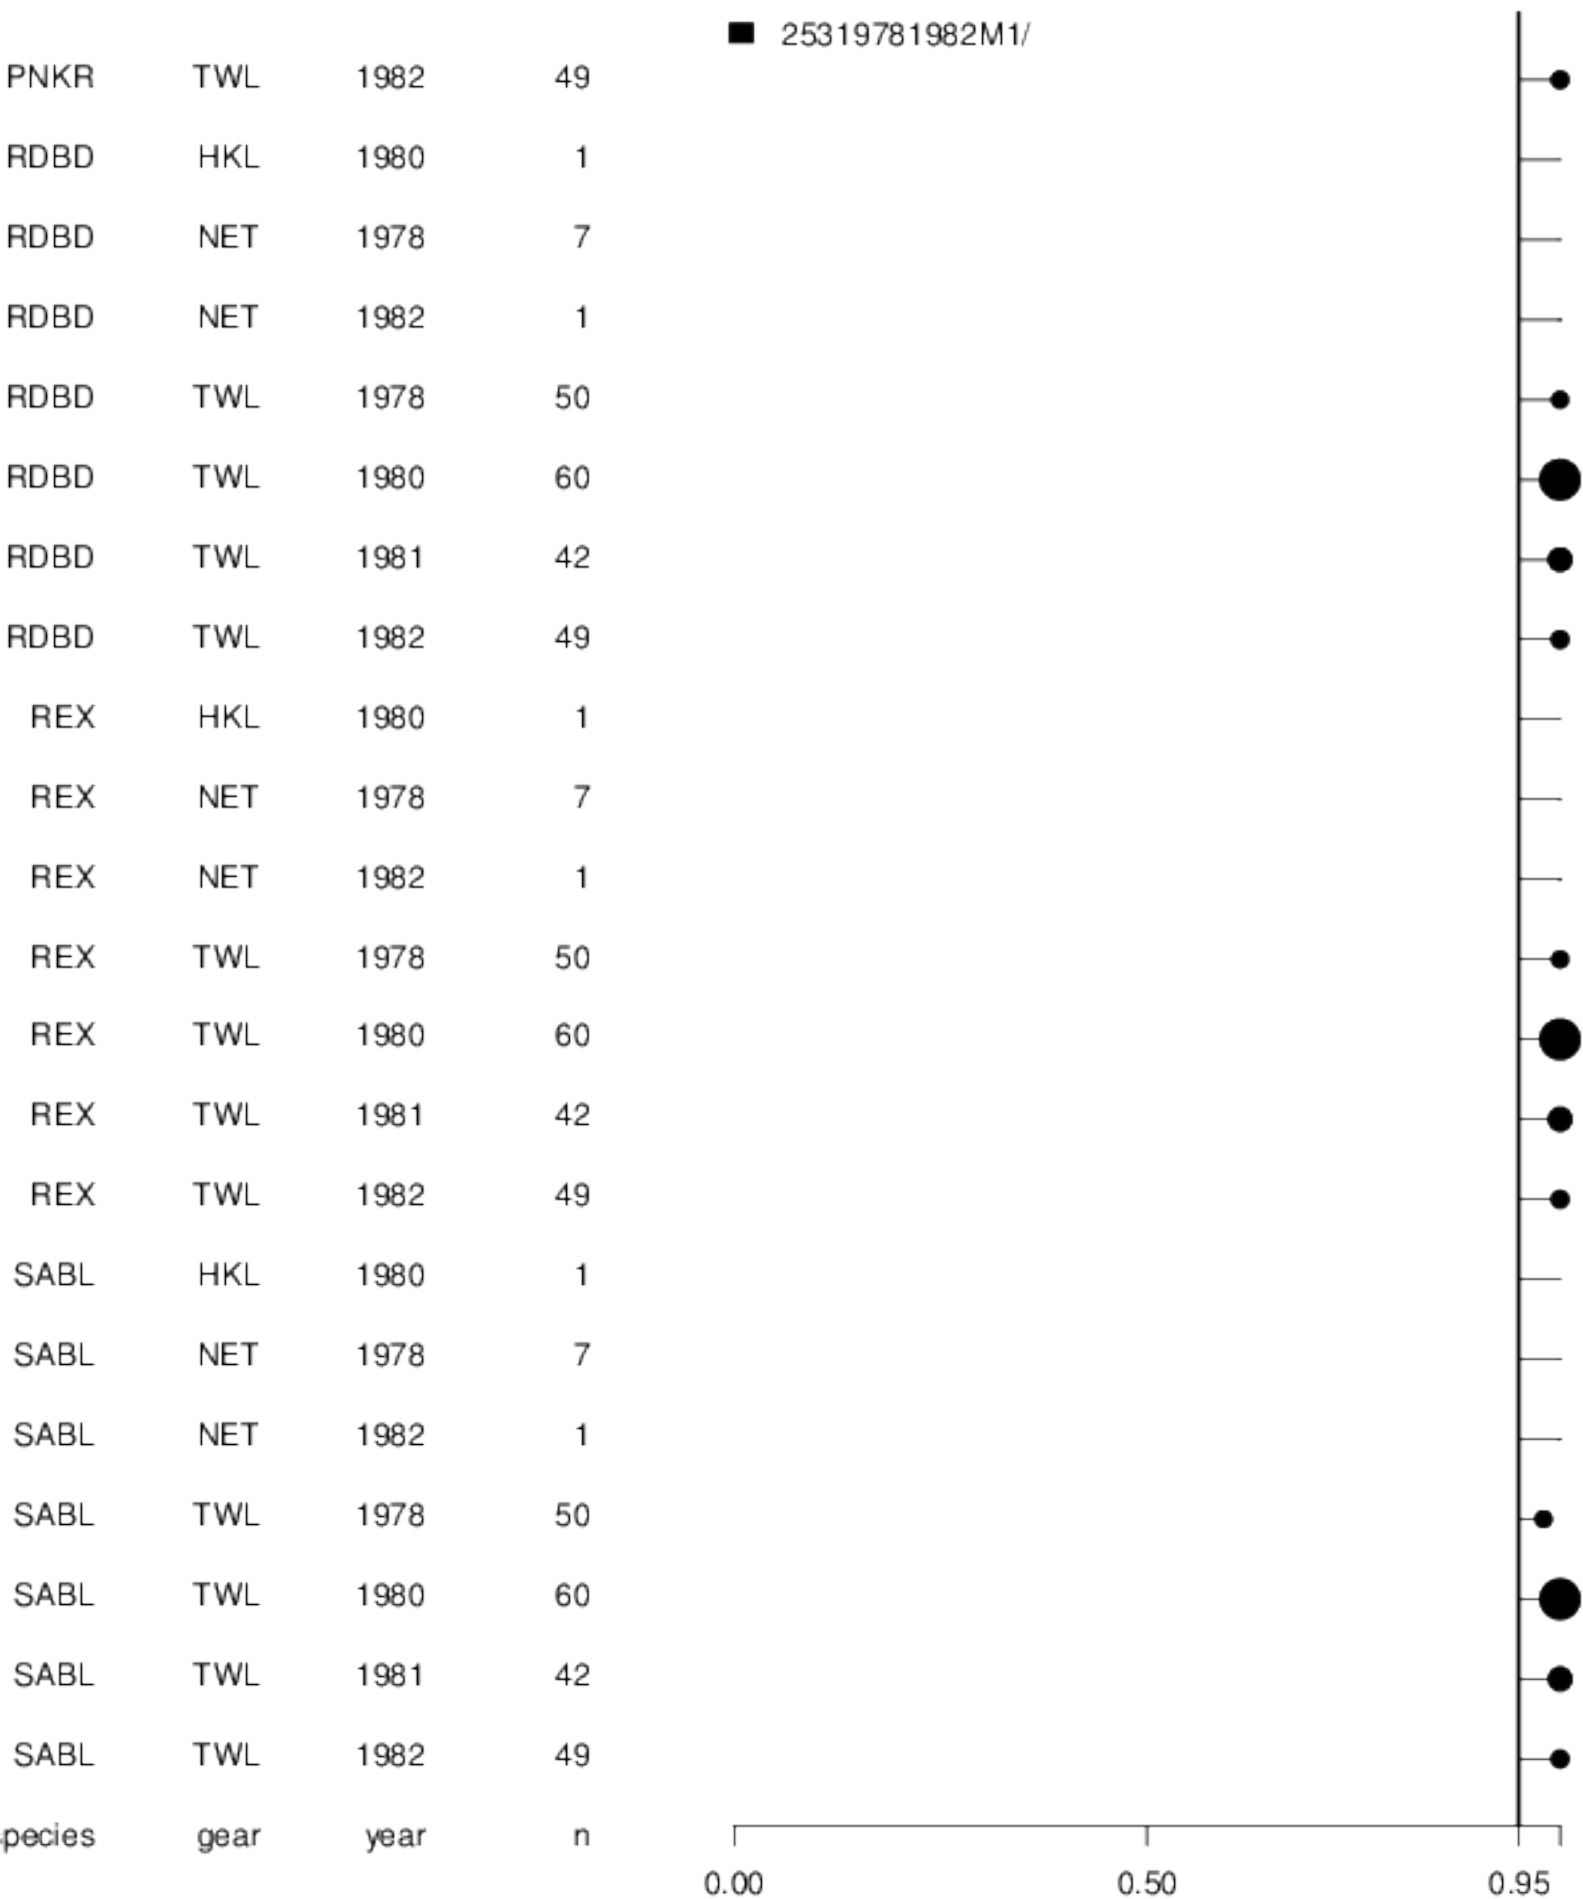 25319781982M1/
PNKR TWL 1982 49
RDBD HKL 1980 1
RDBD NET 1978 7
RDBD NET 1982 1
RDBD TWL 1978 50
RDBD TWL 1980 60
RDBD TWL 1981 42
RDBD TWL 1982 49
REX HKL 1980 1
REX NET 1978 7
REX NET 1982 1
REX TWL 1978 50
REX TWL 1980 60
REX TWL 1981 42
REX TWL 1982 49
SABL HKL 1980 1
SABL NET 1978 7
SABL NET 1982 1
SABL TWL 1978 50
SABL TWL 1980 60
SABL TWL 1981 42
SABL TWL 1982 49
pecies gear year n
0.00 0.50 0.95